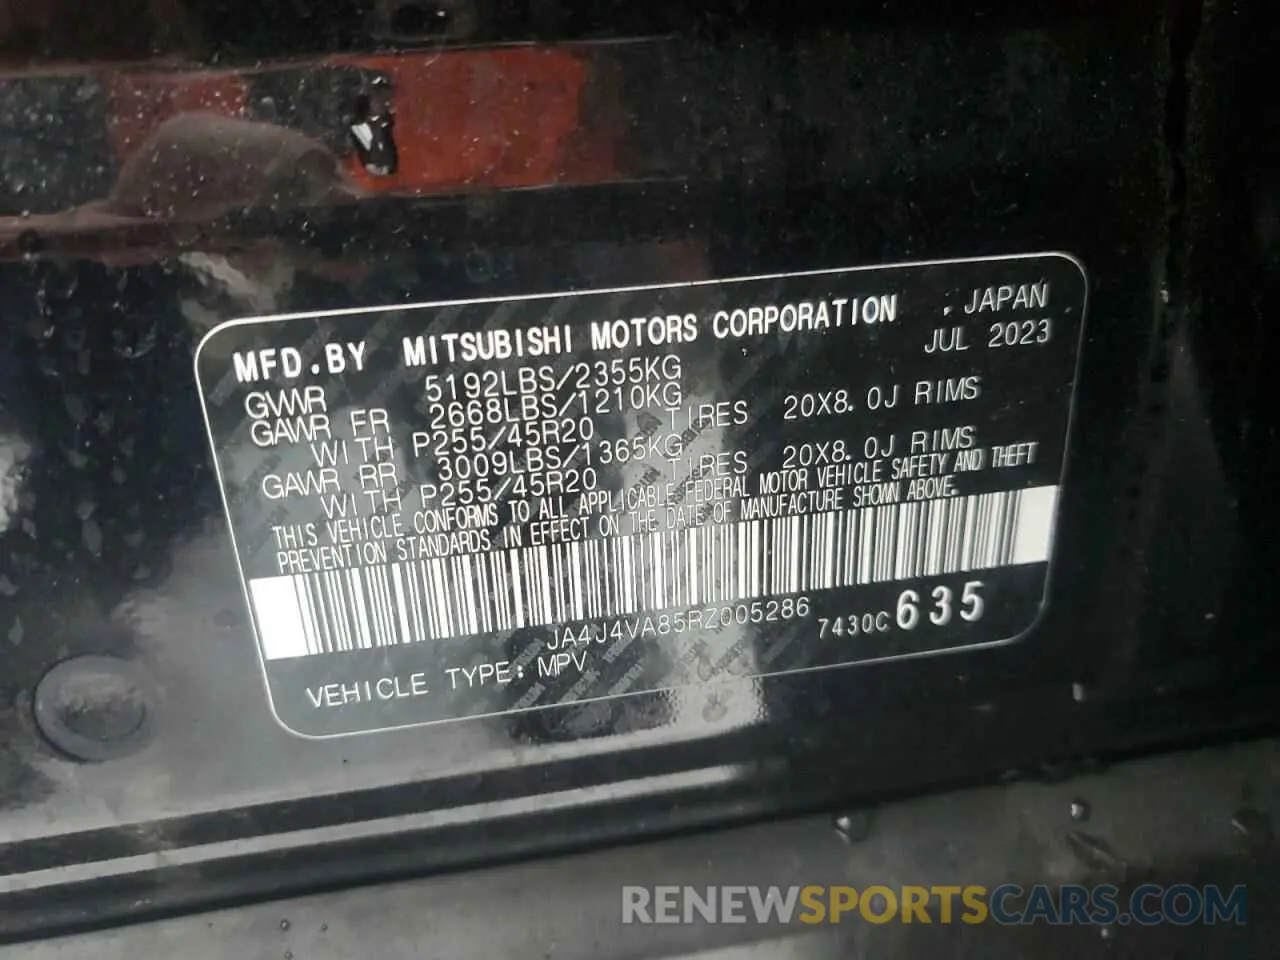 MFD.BY MITSUBISHI MOTORS CORPORATION . JAPAN
GVWR 5192LBS/2355KG JUL 2023
GAWR FR 2668LBS/1210KG
WITH P255/45R20 TIRES 20X8.0J RIMS
GAWR RR 3009LBS/1365KG
WITH P255/45R20 TIRES 20X8.0J RIMS
THIS VEHICLE CONFORMS TO ALL APPLICABLE FEDERAL MOTOR VEHICLE SAFETY AND THEFT
PREVENTION STANDARDS IN EFFECT ON THE DATE OF MANUFACTURE SHOWN ABOVE.
JA4J4VA85RZ005286 7430C 635
VEHICLE TYPE: MPV
RENEWSPORTSCARS.COM